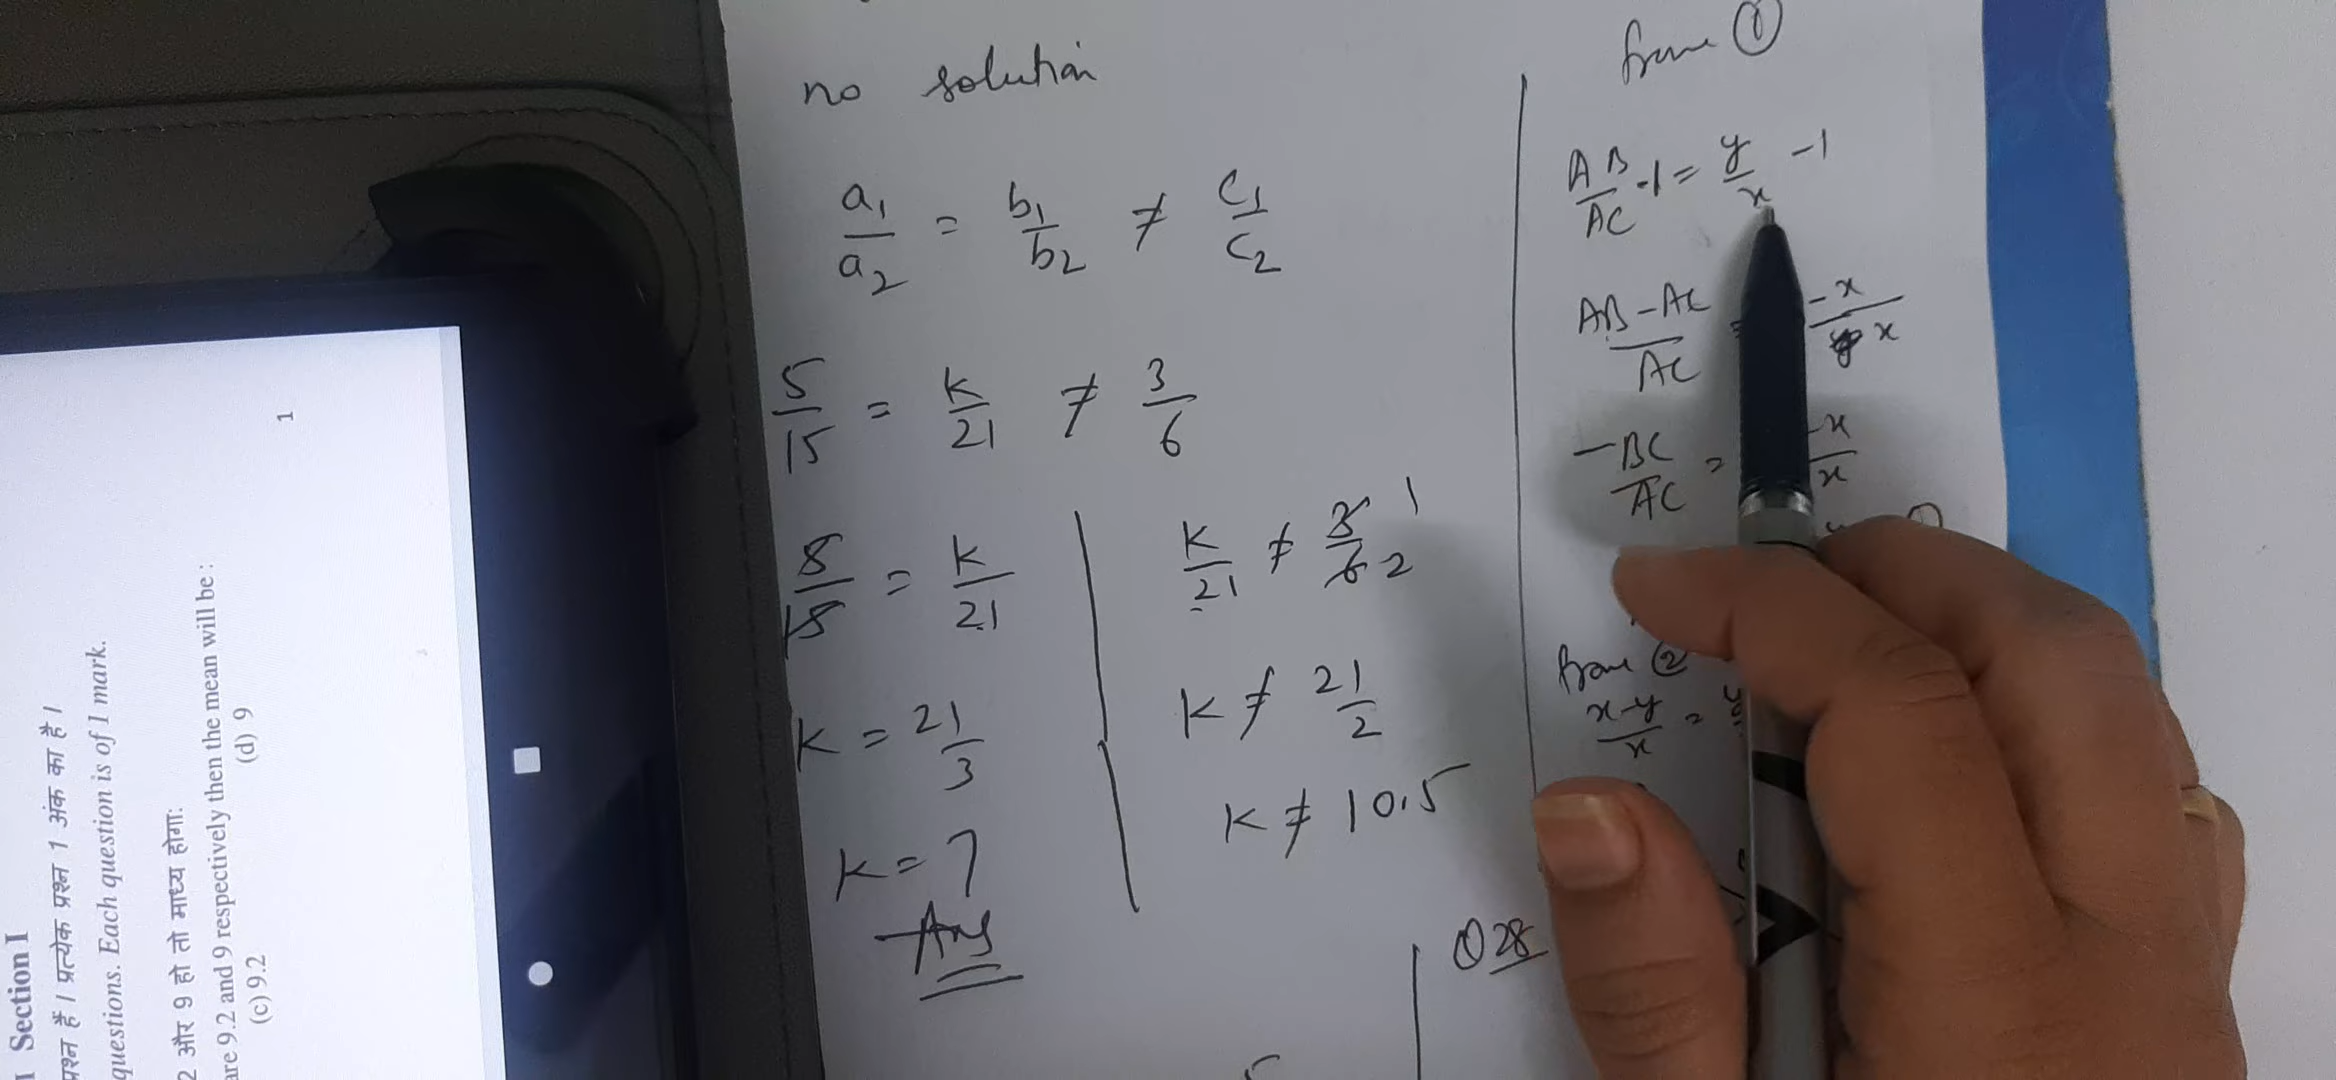 no solution
a1/a2 = b1/b2 ≠ c1/c2
5/15 = K/21 ≠ 3/6
5/15 = K/21
K = 21/3
K = 7
Ans
K/21 ≠ 3/6 1 2
K ≠ 21/2
K ≠ 10.5
from ①
AB/AC -1 = y/x -1
AB-AC/AC = -x/x
-BC/AC = -x/x
from ②
x-y/x =
Q28
I Section I
प्रश्न हैं। प्रत्येक प्रश्न 1 अंक का है।
questions. Each question is of 1 mark.
2 और 9 हो तो माध्य होगा:
are 9.2 and 9 respectively then the mean will be :
1
(c) 9.2 (d) 9